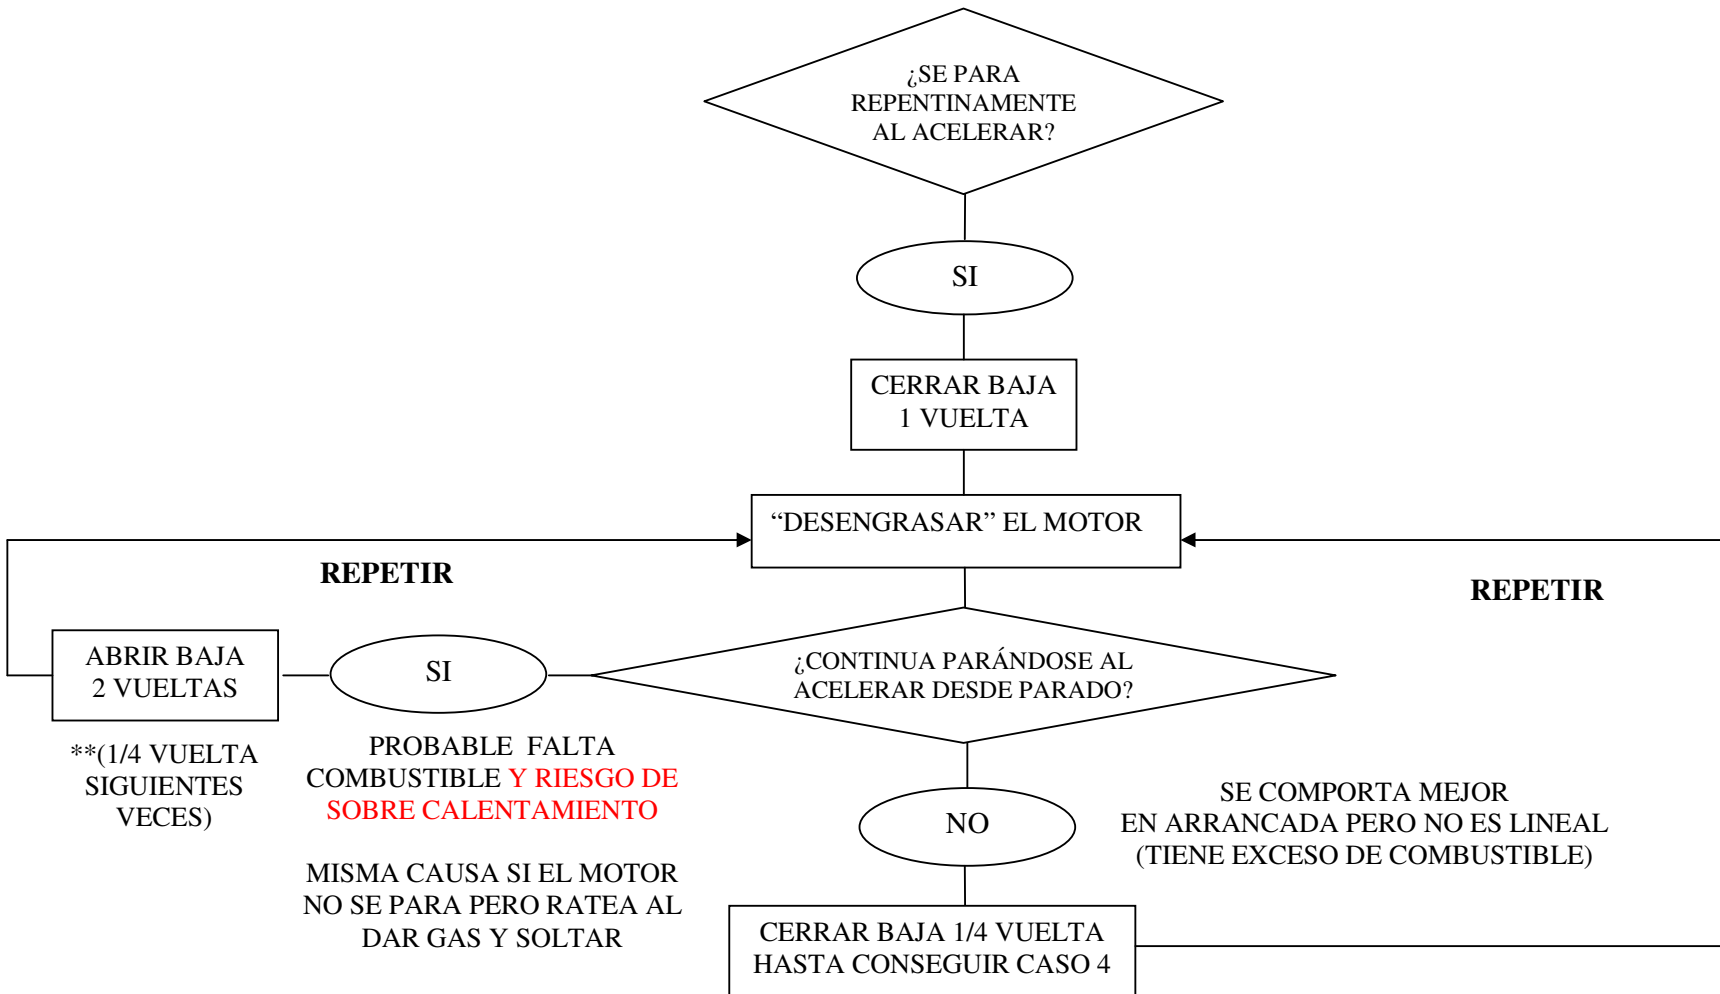 ¿SE PARA
REPENTINAMENTE
AL ACELERAR?
SI
CERRAR BAJA
1 VUELTA
“DESENGRASAR” EL MOTOR
REPETIR
REPETIR
ABRIR BAJA
2 VUELTAS
SI
¿CONTINUA PARÁNDOSE AL
ACELERAR DESDE PARADO?
**(1/4 VUELTA
SIGUIENTES
VECES)
PROBABLE FALTA
COMBUSTIBLE Y RIESGO DE
SOBRE CALENTAMIENTO
MISMA CAUSA SI EL MOTOR
NO SE PARA PERO RATEA AL
DAR GAS Y SOLTAR
NO
SE COMPORTA MEJOR
EN ARRANCADA PERO NO ES LINEAL
(TIENE EXCESO DE COMBUSTIBLE)
CERRAR BAJA 1/4 VUELTA
HASTA CONSEGUIR CASO 4